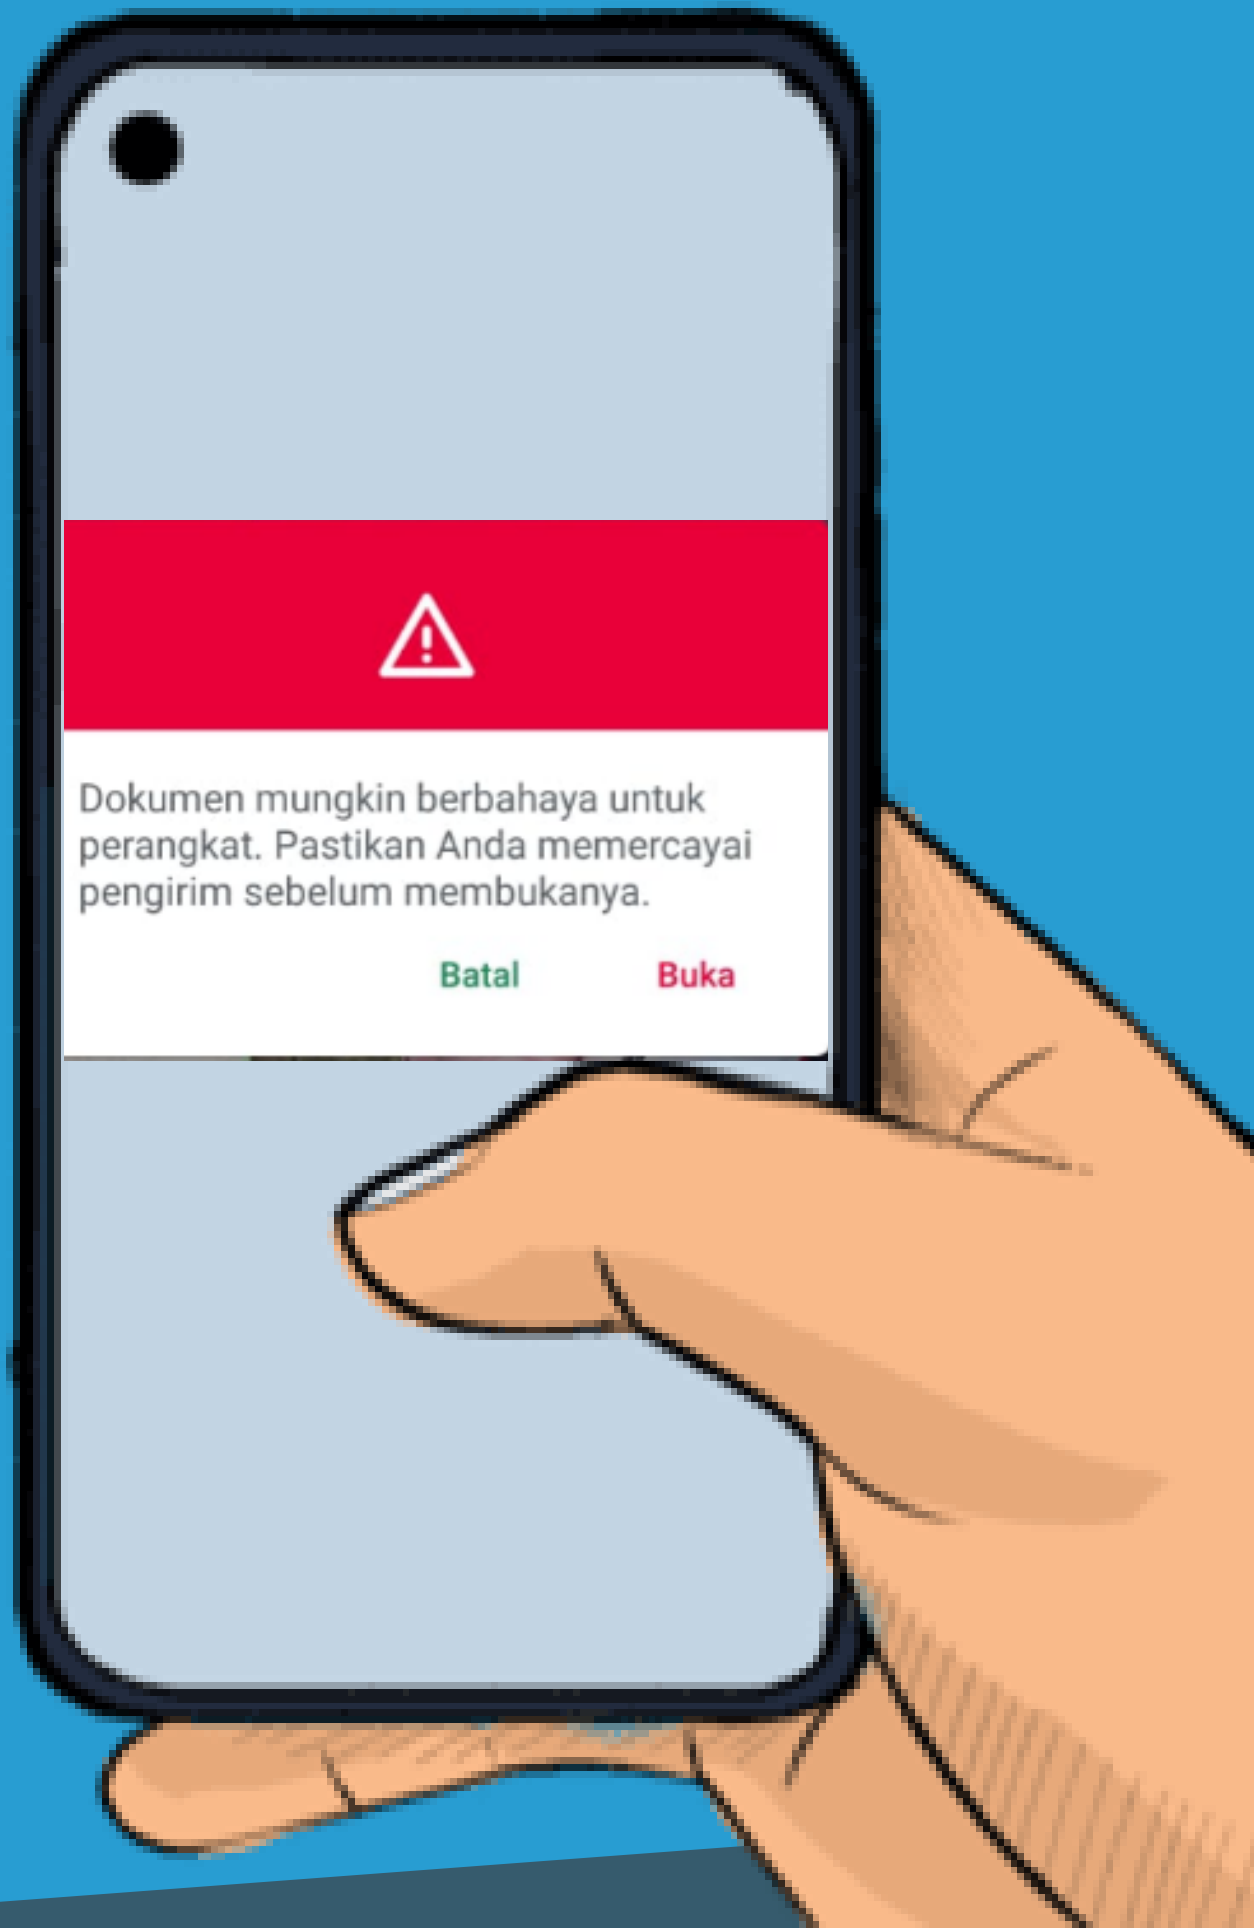 Dokumen mungkin berbahaya untuk
perangkat. Pastikan Anda memercayai
pengirim sebelum membukanya.
Batal Buka